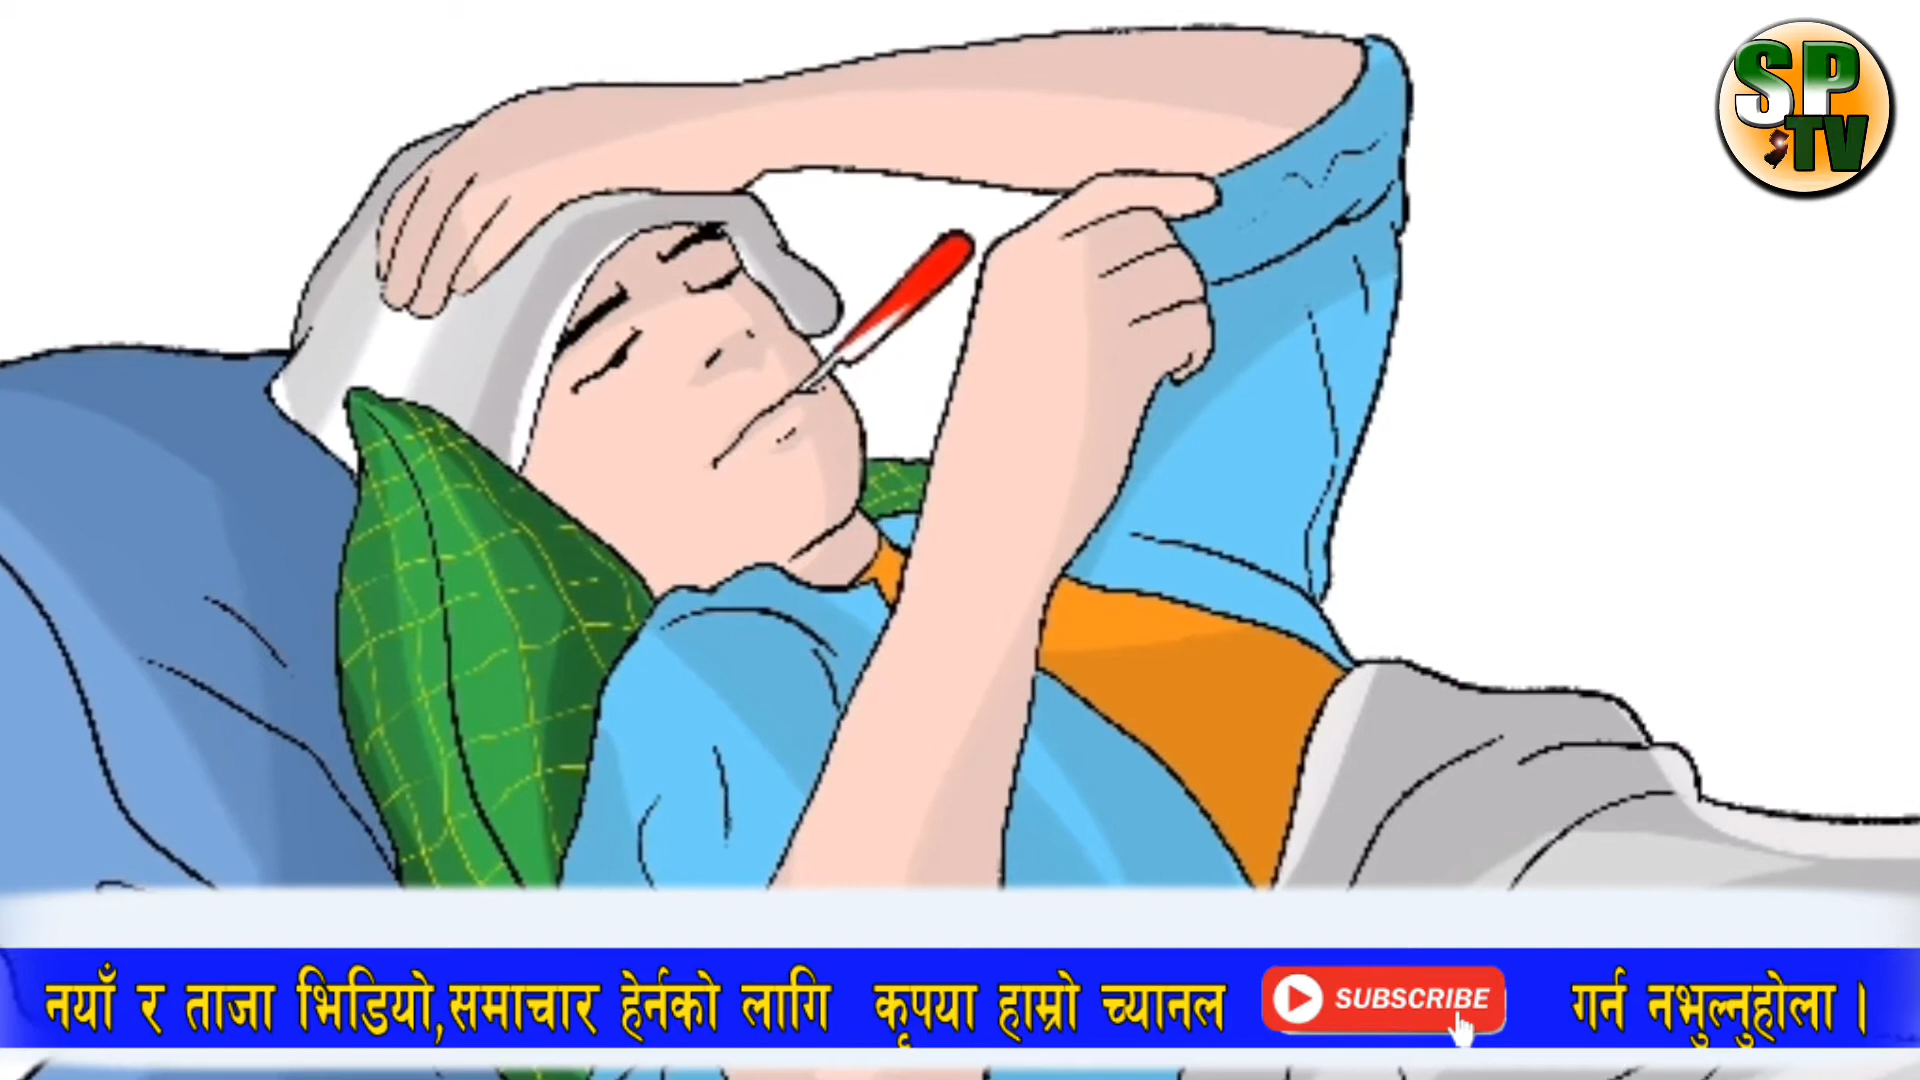 SP
TV
नयाँ र ताजा भिडियो,समाचार हेर्नको लागि कृपया हाम्रो च्यानल SUBSCRIBE गर्न नभुल्नुहोला ।